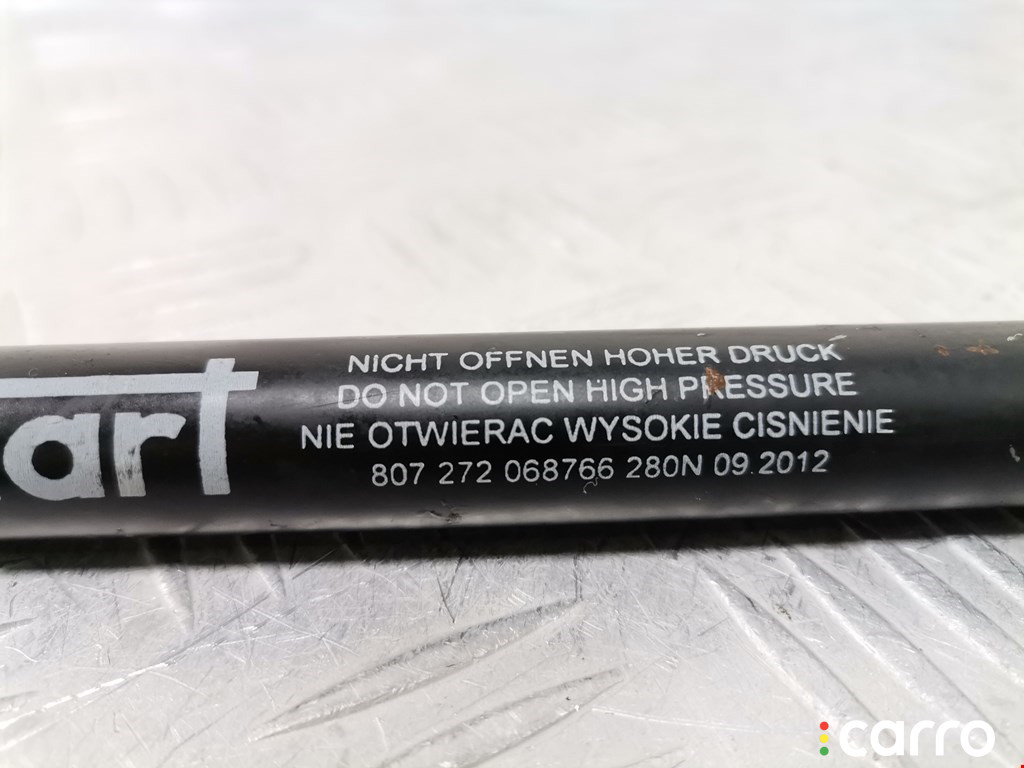 art
NICHT OFFNEN HOHER DRUCK
DO NOT OPEN HIGH PRESSURE
NIE OTWIERAC WYSOKIE CISNIENIE
807 272 068766 280N 09.2012
carro